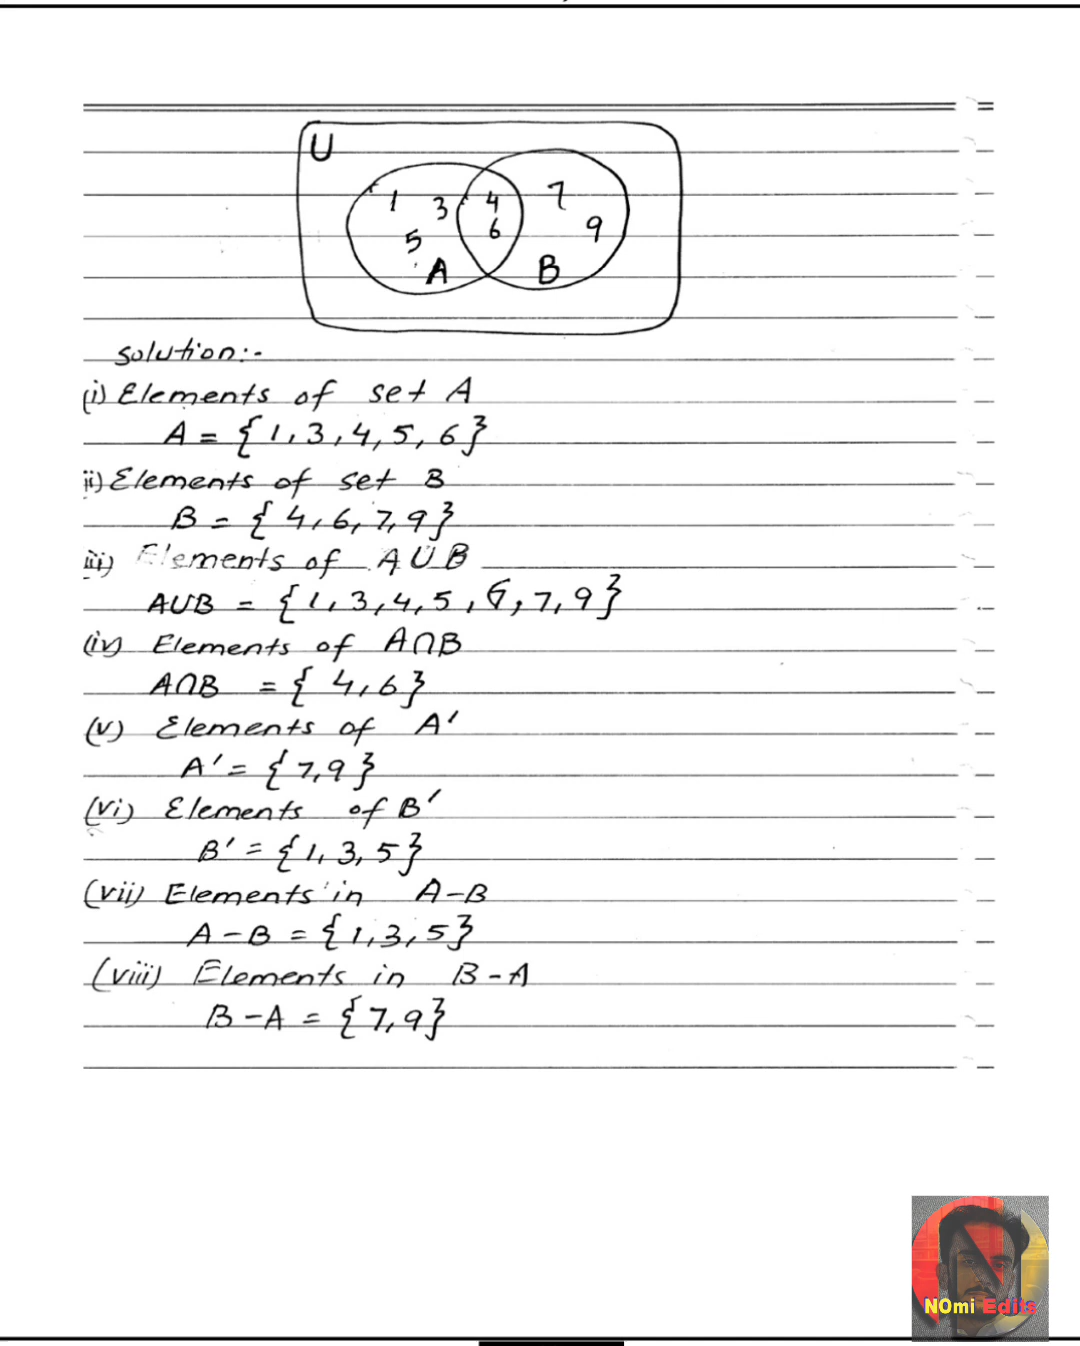 U
1 3 4 7
5 6 9
A B
Solution:-
(i) Elements of set A
A = {1,3,4,5,6}
ii) Elements of set B
B = {4,6,7,9}
iii) Elements of A∪B
A∪B = {1,3,4,5,6,7,9}
(iv) Elements of A∩B
A∩B = {4,6}
(v) Elements of A'
A' = {7,9}
(vi) Elements of B'
B' = {1,3,5}
(vii) Elements in A-B
A-B = {1,3,5}
(viii) Elements in B-A
B-A = {7,9}
NOmi Edits